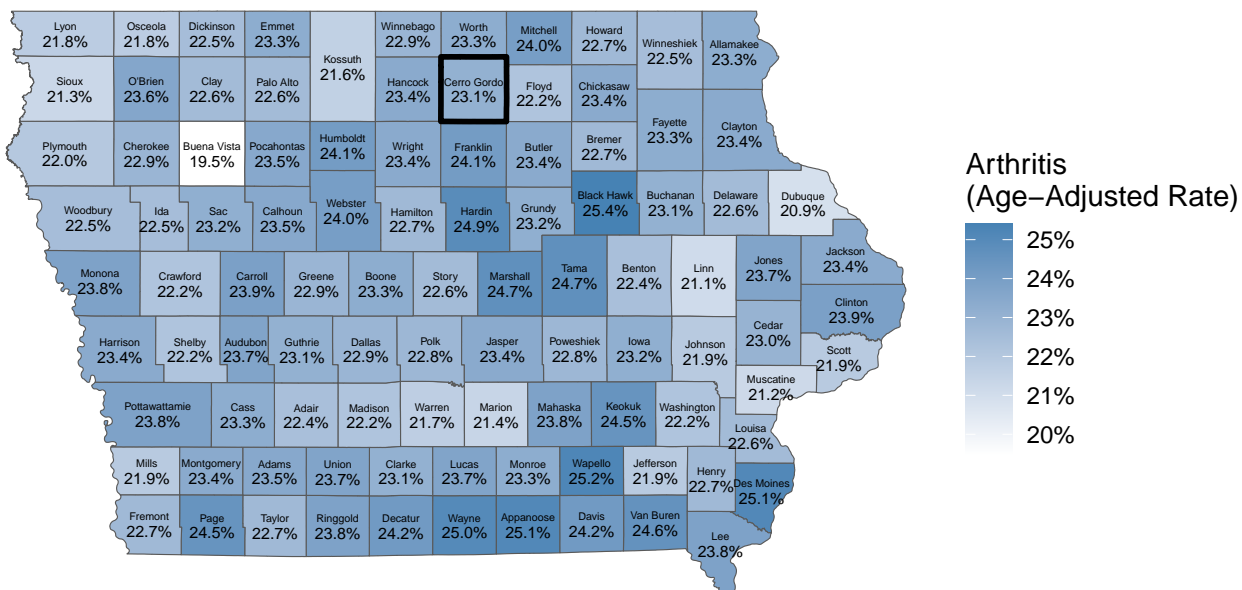 Lyon
21.8%
Osceola
21.8%
Dickinson
22.5%
Emmet
23.3%
Kossuth
21.6%
Winnebago
22.9%
Worth
23.3%
Mitchell
24.0%
Howard
22.7%
Winneshiek
22.5%
Allamakee
23.3%
Sioux
21.3%
O'Brien
23.6%
Clay
22.6%
Palo Alto
22.6%
Hancock
23.4%
Cerro Gordo
23.1%
Floyd
22.2%
Chickasaw
23.4%
Fayette
23.3%
Clayton
23.4%
Plymouth
22.0%
Cherokee
22.9%
Buena Vista
19.5%
Pocahontas
23.5%
Humboldt
24.1%
Wright
23.4%
Franklin
24.1%
Butler
23.4%
Bremer
22.7%
Woodbury
22.5%
Ida
22.5%
Sac
23.2%
Calhoun
23.5%
Webster
24.0%
Hamilton
22.7%
Hardin
24.9%
Grundy
23.2%
Black Hawk
25.4%
Buchanan
23.1%
Delaware
22.6%
Dubuque
20.9%
Monona
23.8%
Crawford
22.2%
Carroll
23.9%
Greene
22.9%
Boone
23.3%
Story
22.6%
Marshall
24.7%
Tama
24.7%
Benton
22.4%
Linn
21.1%
Jones
23.7%
Jackson
23.4%
Clinton
23.9%
Harrison
23.4%
Shelby
22.2%
Audubon
23.7%
Guthrie
23.1%
Dallas
22.9%
Polk
22.8%
Jasper
23.4%
Poweshiek
22.8%
Iowa
23.2%
Johnson
21.9%
Cedar
23.0%
Scott
21.9%
Muscatine
21.2%
Pottawattamie
23.8%
Cass
23.3%
Adair
22.4%
Madison
22.2%
Warren
21.7%
Marion
21.4%
Mahaska
23.8%
Keokuk
24.5%
Washington
22.2%
Louisa
22.6%
Mills
21.9%
Montgomery
23.4%
Adams
23.5%
Union
23.7%
Clarke
23.1%
Lucas
23.7%
Monroe
23.3%
Wapello
25.2%
Jefferson
21.9%
Henry
22.7%
Des Moines
25.1%
Fremont
22.7%
Page
24.5%
Taylor
22.7%
Ringgold
23.8%
Decatur
24.2%
Wayne
25.0%
Appanoose
25.1%
Davis
24.2%
Van Buren
24.6%
Lee
23.8%
Arthritis
(Age−Adjusted Rate)
25%
24%
23%
22%
21%
20%